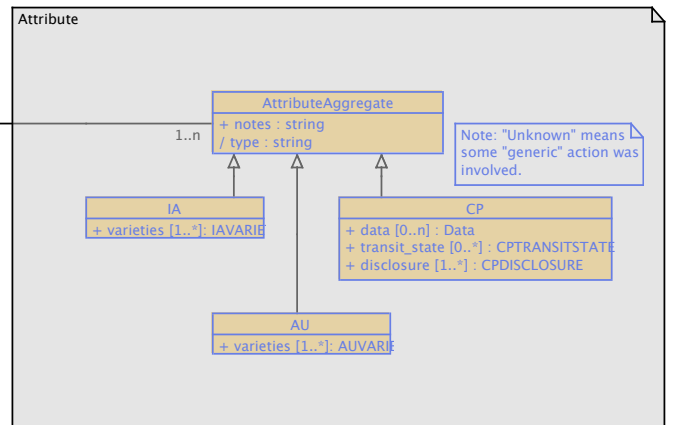 Attribute
AttributeAggregate
+ notes : string
/ type : string
1..n
Note: "Unknown" means
some "generic" action was
involved.
IA
+ varieties [1..*]: IAVARIE
CP
+ data [0..n] : Data
+ transit_state [0..*] : CPTRANSITSTATE
+ disclosure [1..*] : CPDISCLOSURE
AU
+ varieties [1..*]: AUVARIE